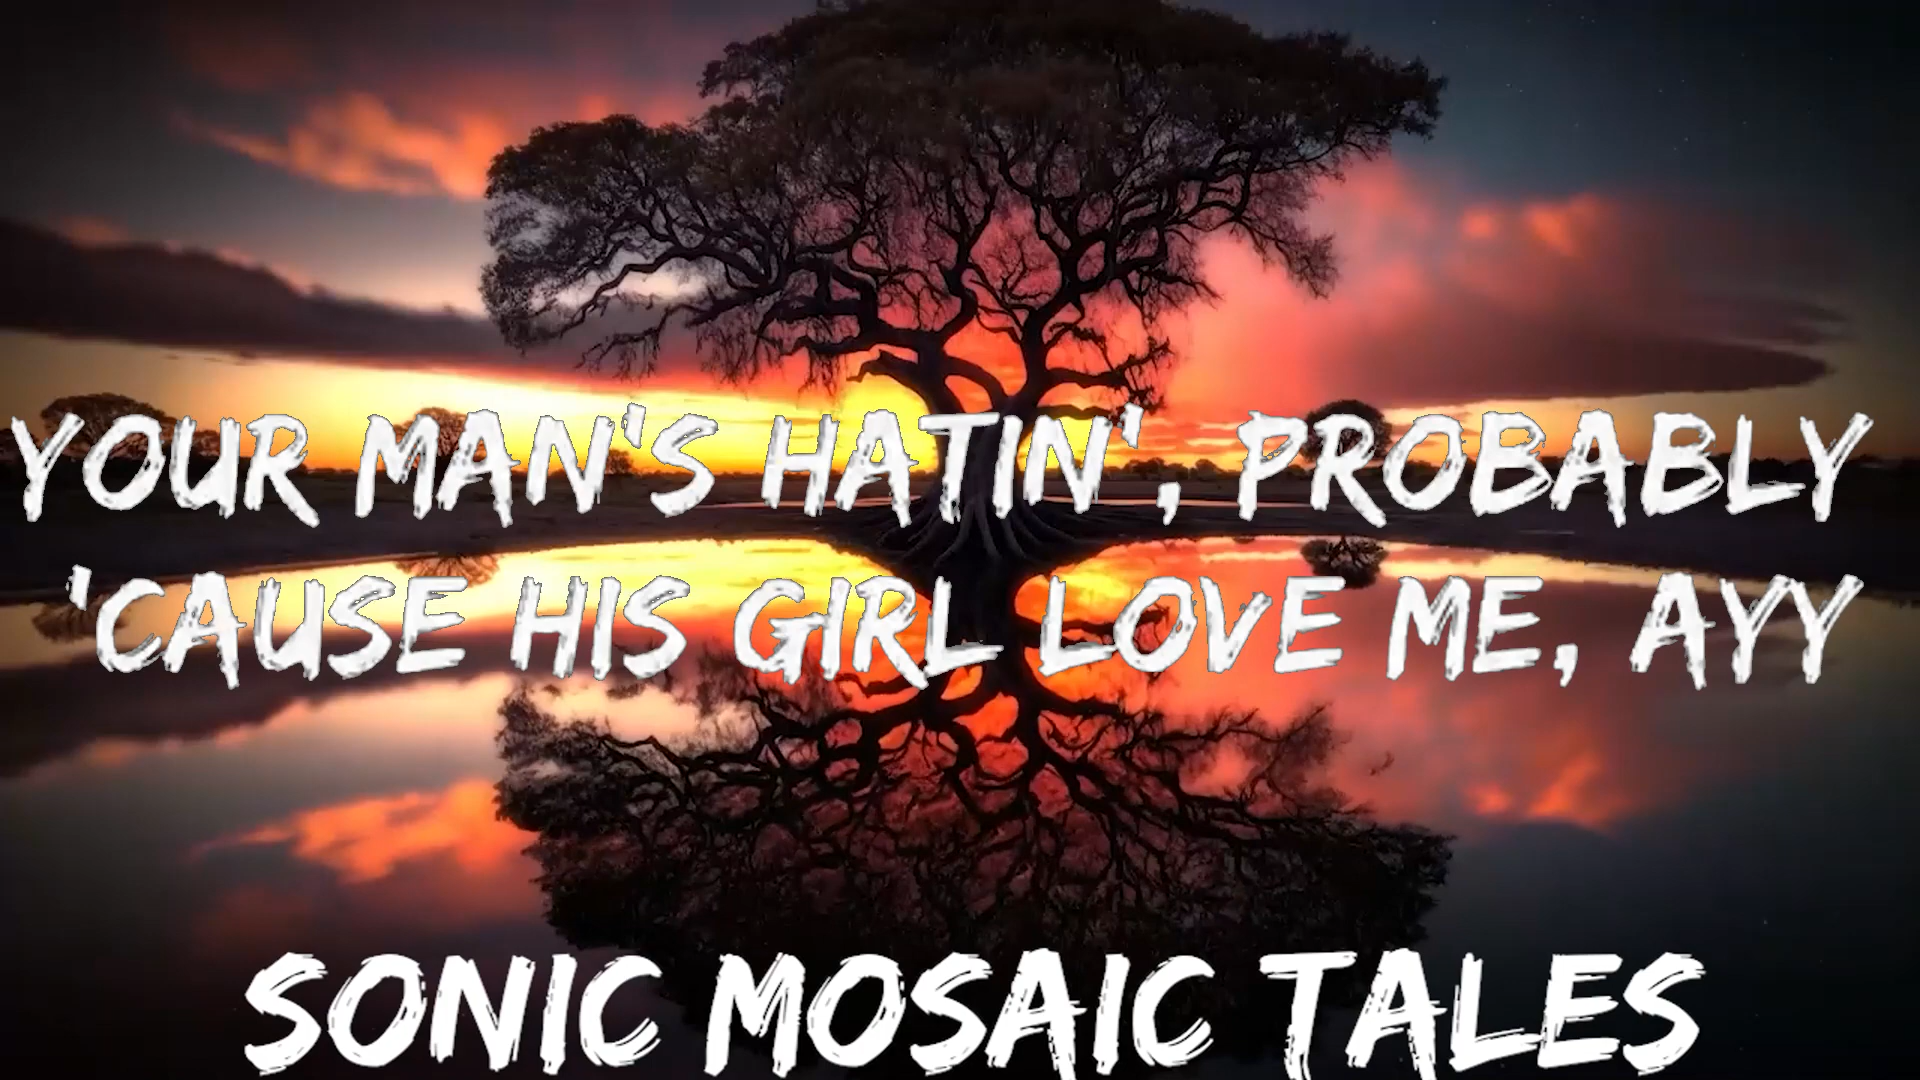 YOUR MAN'S HATIN', PROBABLY
'CAUSE HIS GIRL LOVE ME, AYY
SONIC MOSAIC TALES